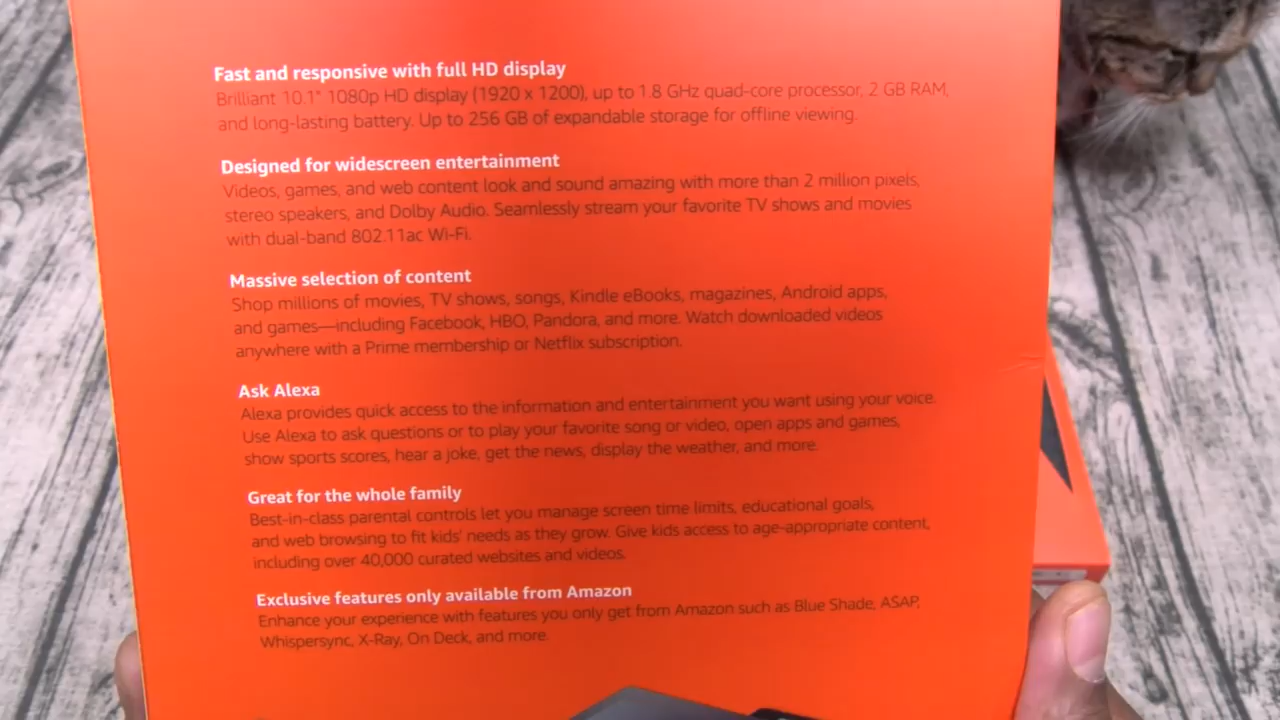 Fast and responsive with full HD display
Brilliant 10.1" 1080p HD display (1920 x 1200), up to 1.8 GHz quad-core processor, 2 GB RAM,
and long-lasting battery. Up to 256 GB of expandable storage for offline viewing.
Designed for widescreen entertainment
Videos, games, and web content look and sound amazing with more than 2 million pixels,
stereo speakers, and Dolby Audio. Seamlessly stream your favorite TV shows and movies
with dual-band 802.11ac Wi-Fi.
Massive selection of content
Shop millions of movies, TV shows, songs, Kindle eBooks, magazines, Android apps,
and games—including Facebook, HBO, Pandora, and more. Watch downloaded videos
anywhere with a Prime membership or Netflix subscription.
Ask Alexa
Alexa provides quick access to the information and entertainment you want using your voice.
Use Alexa to ask questions or to play your favorite song or video, open apps and games,
show sports scores, hear a joke, get the news, display the weather, and more.
Great for the whole family
Best-in-class parental controls let you manage screen time limits, educational goals,
and web browsing to fit kids' needs as they grow. Give kids access to age-appropriate content,
including over 40,000 curated websites and videos.
Exclusive features only available from Amazon
Enhance your experience with features you only get from Amazon such as Blue Shade, ASAP,
Whispersync, X-Ray, On Deck, and more.